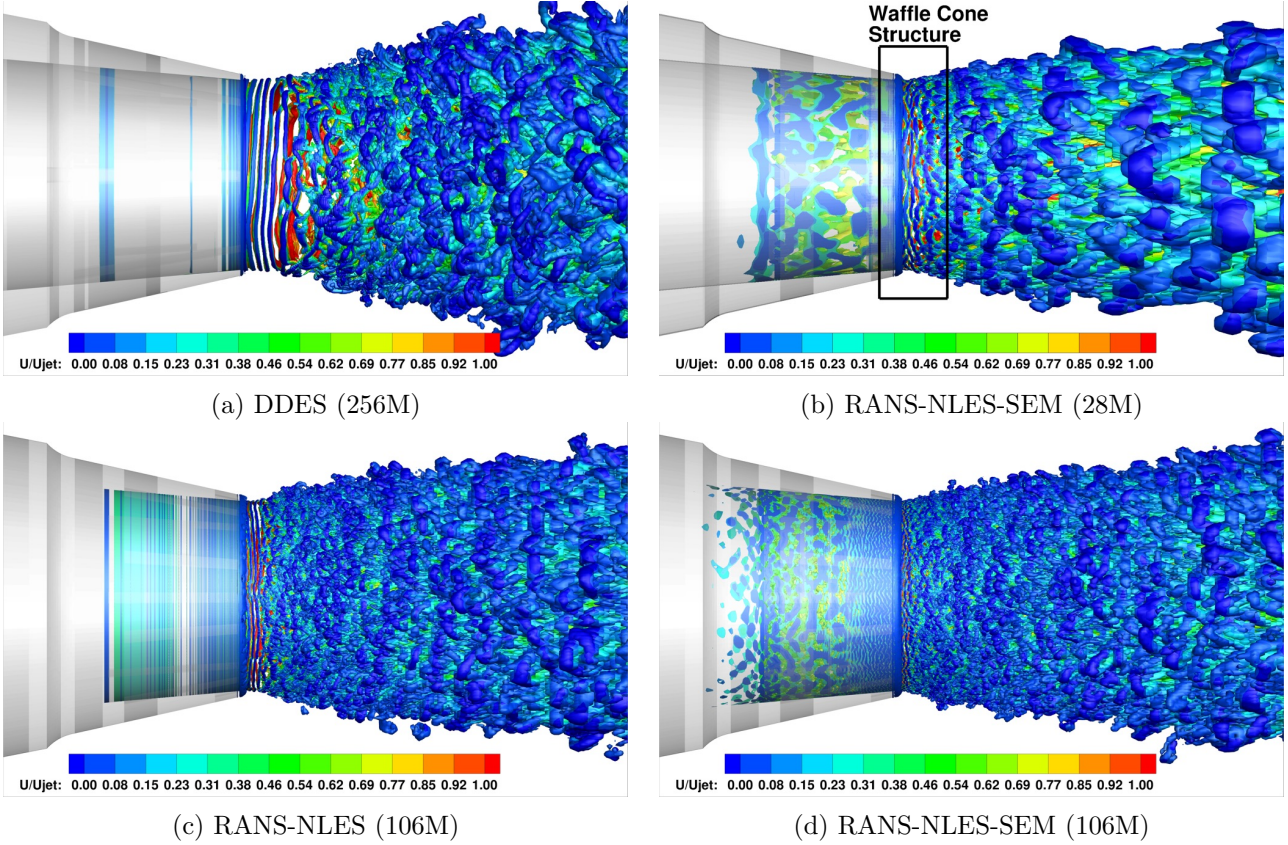 Waffle Cone
Structure
U/Ujet: 0.00 0.08 0.15 0.23 0.31 0.38 0.46 0.54 0.62 0.69 0.77 0.85 0.92 1.00
U/Ujet: 0.00 0.08 0.15 0.23 0.31 0.38 0.46 0.54 0.62 0.69 0.77 0.85 0.92 1.00
(a) DDES (256M)
(b) RANS-NLES-SEM (28M)
U/Ujet: 0.00 0.08 0.15 0.23 0.31 0.38 0.46 0.54 0.62 0.69 0.77 0.85 0.92 1.00
U/Ujet: 0.00 0.08 0.15 0.23 0.31 0.38 0.46 0.54 0.62 0.69 0.77 0.85 0.92 1.00
(c) RANS-NLES (106M)
(d) RANS-NLES-SEM (106M)